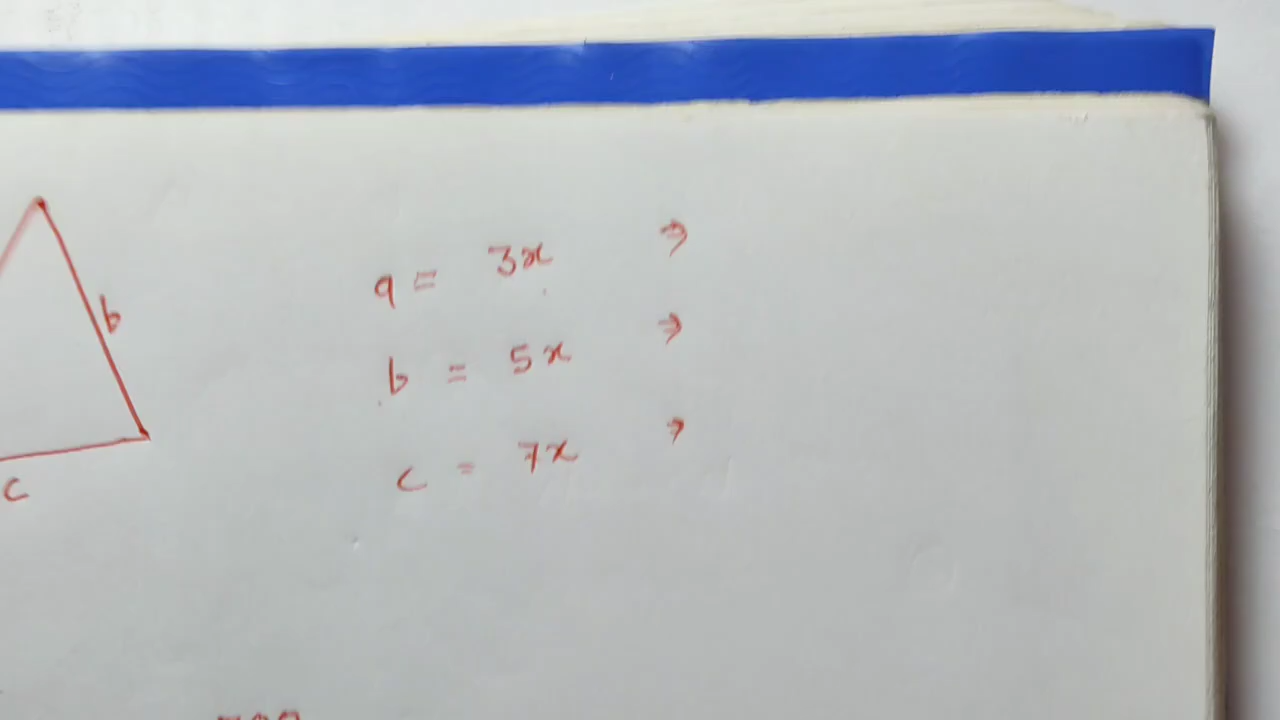 a = 3x ⇒
b
b = 5x ⇒
c = 7x ⇒
c